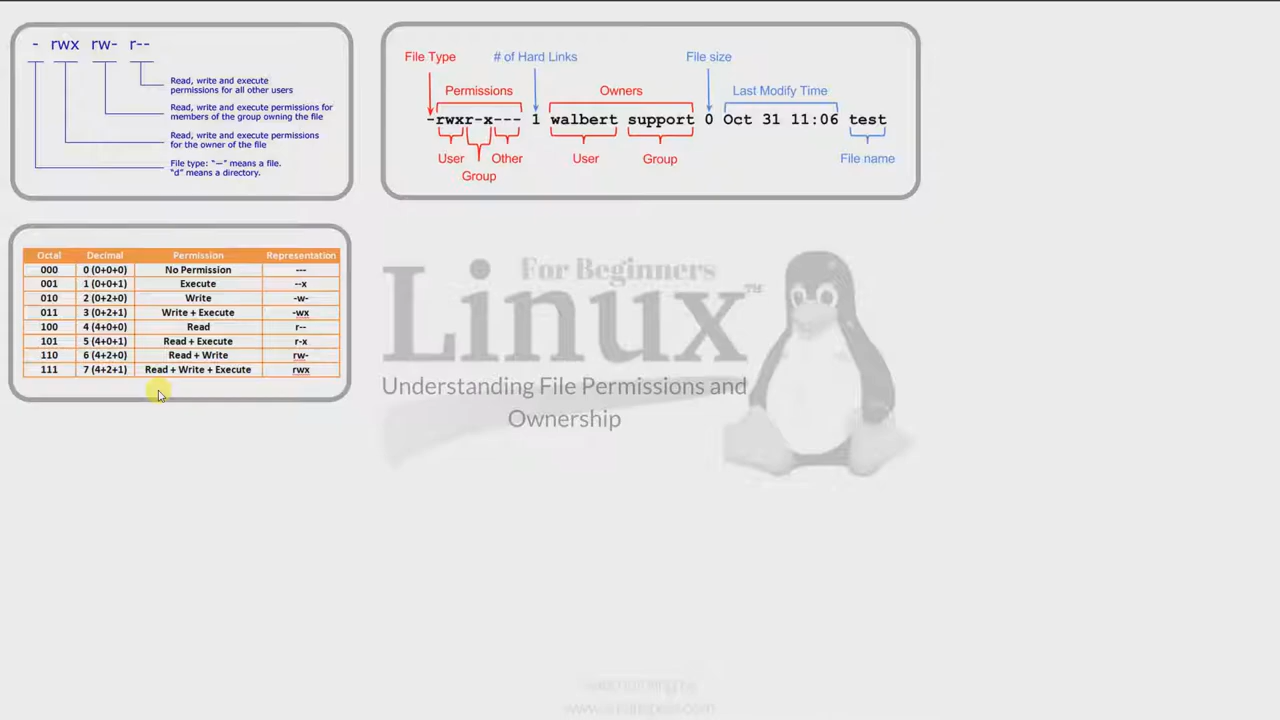 - rwx rw- r--
Read, write and execute
permissions for all other users
Read, write and execute permissions for
members of the group owning the file
Read, write and execute permissions
for the owner of the file
File type: “—” means a file.
“d” means a directory.
File Type # of Hard Links File size
Permissions Owners Last Modify Time
-rwxr-x--- 1 walbert support 0 Oct 31 11:06 test
User Other User Group File name
Group
Octal Decimal Permission Representation
000 0 (0+0+0) No Permission ---
001 1 (0+0+1) Execute --x
010 2 (0+2+0) Write -w-
011 3 (0+2+1) Write + Execute -wx
100 4 (4+0+0) Read r--
101 5 (4+0+1) Read + Execute r-x
110 6 (4+2+0) Read + Write rw-
111 7 (4+2+1) Read + Write + Execute rwx
For Beginners
Linux™
Understanding File Permissions and
Ownership